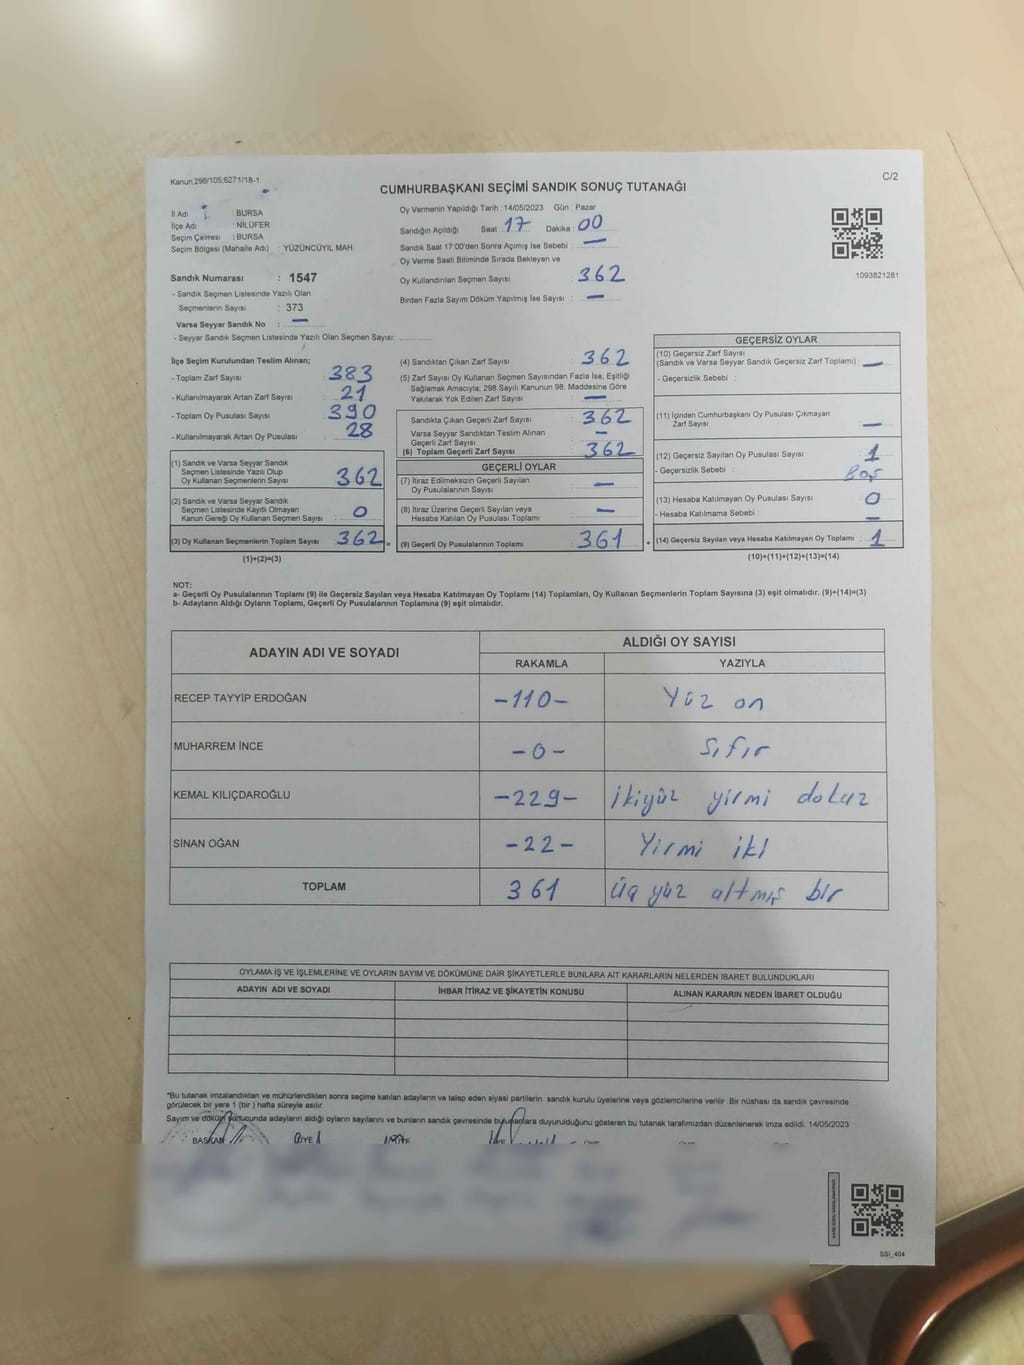 Kanun:298/105;6271/18-1
C/2
CUMHURBAŞKANI SEÇİMİ SANDIK SONUÇ TUTANAĞI
İl Adı : BURSA
İlçe Adı : NİLÜFER
Seçim Çevresi : BURSA
Seçim Bölgesi (Mahalle Adı) : YÜZÜNCÜYIL MAH.
Sandık Numarası : 1547
- Sandık Seçmen Listesinde Yazılı Olan
Seçmenlerin Sayısı : 373
Varsa Seyyar Sandık No : —
- Seyyar Sandık Seçmen Listesinde Yazılı Olan Seçmen Sayısı:
Oy Vermenin Yapıldığı Tarih : 14/05/2023 Gün : Pazar
Sandığın Açıldığı Saat : 17 Dakika : 00
Sandık Saat 17:00'den Sonra Açılmış İse Sebebi : —
Oy Verme Saati Bitiminde Sırada Bekleyen ve
Oy Kullandırılan Seçmen Sayısı : 362
Birden Fazla Sayım Döküm Yapılmış İse Sayısı : —
1093821281
İlçe Seçim Kurulundan Teslim Alınan;
- Toplam Zarf Sayısı : 383
- Kullanılmayarak Artan Zarf Sayısı : 21
- Toplam Oy Pusulası Sayısı : 390
- Kullanılmayarak Artan Oy Pusulası : 28
(1) Sandık ve Varsa Seyyar Sandık
Seçmen Listesinde Yazılı Olup
Oy Kullanan Seçmenlerin Sayısı : 362
(2) Sandık ve Varsa Seyyar Sandık
Seçmen Listesinde Kayıtlı Olmayan
Kanun Gereği Oy Kullanan Seçmen Sayısı : 0
(3) Oy Kullanan Seçmenlerin Toplam Sayısı : 362 =
(1)+(2)=(3)
(4) Sandıktan Çıkan Zarf Sayısı : 362
(5) Zarf Sayısı Oy Kullanan Seçmen Sayısından Fazla İse, Eşitliği
Sağlamak Amacıyla; 298 Sayılı Kanunun 98. Maddesine Göre
Yakılarak Yok Edilen Zarf Sayısı : —
Sandıkta Çıkan Geçerli Zarf Sayısı : 362
Varsa Seyyar Sandıktan Teslim Alınan
Geçerli Zarf Sayısı : —
(6) Toplam Geçerli Zarf Sayısı : 362
GEÇERLİ OYLAR
(7) İtiraz Edilmeksizin Geçerli Sayılan
Oy Pusulalarının Sayısı : —
(8) İtiraz Üzerine Geçerli Sayılan veya
Hesaba Katılan Oy Pusulası Toplamı : —
(9) Geçerli Oy Pusulalarının Toplamı : 361 +
GEÇERSİZ OYLAR
(10) Geçersiz Zarf Sayısı
(Sandık ve Varsa Seyyar Sandık Geçersiz Zarf Toplamı) : —
- Geçersizlik Sebebi :
(11) İçinden Cumhurbaşkanı Oy Pusulası Çıkmayan
Zarf Sayısı : —
(12) Geçersiz Sayılan Oy Pusulası Sayısı : 1
- Geçersizlik Sebebi : Boş
(13) Hesaba Katılmayan Oy Pusulası Sayısı : 0
- Hesaba Katılmama Sebebi : —
(14) Geçersiz Sayılan veya Hesaba Katılmayan Oy Toplamı : 1
(10)+(11)+(12)+(13)=(14)
NOT:
a- Geçerli Oy Pusulalarının Toplamı (9) ile Geçersiz Sayılan veya Hesaba Katılmayan Oy Toplamı (14) Toplamları, Oy Kullanan Seçmenlerin Toplam Sayısına (3) eşit olmalıdır. (9)+(14)=(3)
b- Adayların Aldığı Oyların Toplamı, Geçerli Oy Pusulalarının Toplamına (9) eşit olmalıdır.
ADAYIN ADI VE SOYADI ALDIĞI OY SAYISI
RAKAMLA YAZIYLA
RECEP TAYYİP ERDOĞAN -110- Yüz on
MUHARREM İNCE -0- Sıfır
KEMAL KILIÇDAROĞLU -229- ikiyüz yirmi dokuz
SİNAN OĞAN -22- Yirmi iki
TOPLAM 361 üç yüz altmış bir
OYLAMA İŞ VE İŞLEMLERİNE VE OYLARIN SAYIM VE DÖKÜMÜNE DAİR ŞİKAYETLERLE BUNLARA AİT KARARLARIN NELERDEN İBARET BULUNDUKLARI
ADAYIN ADI VE SOYADI İHBAR İTİRAZ VE ŞİKAYETİN KONUSU ALINAN KARARIN NEDEN İBARET OLDUĞU
*Bu tutanak imzalandıktan ve mühürlendikten sonra seçime katılan adayların ve talep eden siyasi partilerin sandık kurulu üyelerine veya gözlemcilerine verilir. Bir nüshası da sandık çevresinde
görülecek bir yere 1 (bir) hafta süreyle asılır.
Sayım ve döküm sonucunda adayların aldığı oyların sayılarını ve bunların sandık çevresinde bulunanlara duyurulduğunu gösteren bu tutanak tarafımızdan düzenlenerek imza edildi. 14/05/2023
BAŞKAN ÜYE
SSİ_404